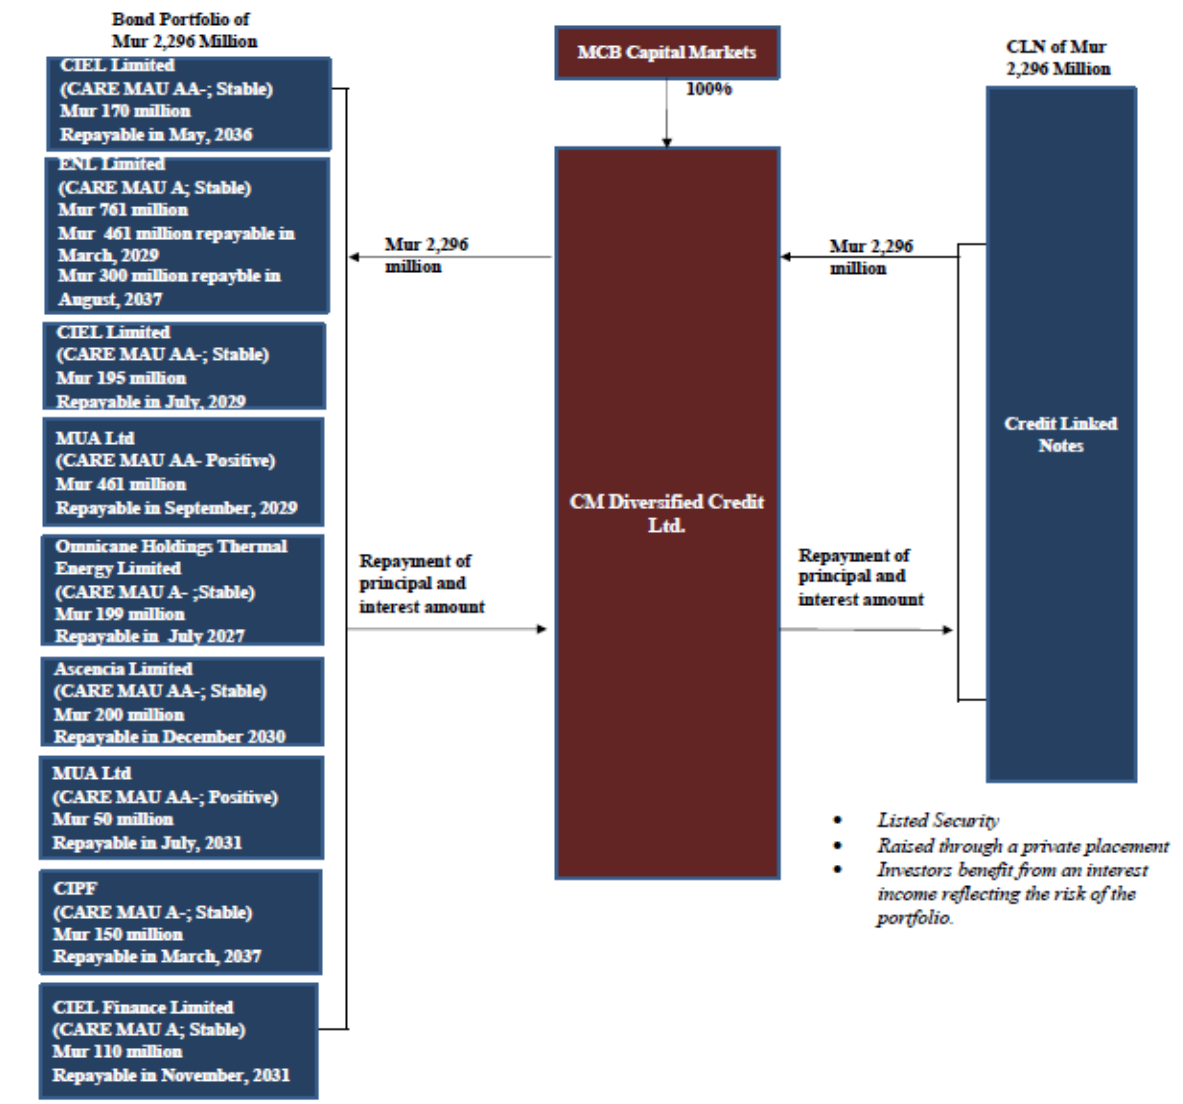 Bond Portfolio of
Mur 2,296 Million
CIEL Limited
(CARE MAU AA-; Stable)
Mur 170 million
Repayable in May, 2036
ENL Limited
(CARE MAU A; Stable)
Mur 761 million
Mur 461 million repayable in
March, 2029
Mur 300 million repayble in
August, 2037
CIEL Limited
(CARE MAU AA-; Stable)
Mur 195 million
Repayable in July, 2029
MUA Ltd
(CARE MAU AA- Positive)
Mur 461 million
Repayable in September, 2029
Omnicane Holdings Thermal
Energy Limited
(CARE MAU A- ;Stable)
Mur 199 million
Repayable in July 2027
Ascencia Limited
(CARE MAU AA-; Stable)
Mur 200 million
Repayable in December 2030
MUA Ltd
(CARE MAU AA-; Positive)
Mur 50 million
Repayable in July, 2031
CIPF
(CARE MAU A-; Stable)
Mur 150 million
Repayable in March, 2037
CIEL Finance Limited
(CARE MAU A; Stable)
Mur 110 million
Repayable in November, 2031
Mur 2,296
million
Repayment of
principal and
interest amount
MCB Capital Markets
100%
CM Diversified Credit
Ltd.
Mur 2,296
million
Repayment of
principal and
interest amount
CLN of Mur
2,296 Million
Credit Linked
Notes
• Listed Security
• Raised through a private placement
• Investors benefit from an interest
income reflecting the risk of the
portfolio.